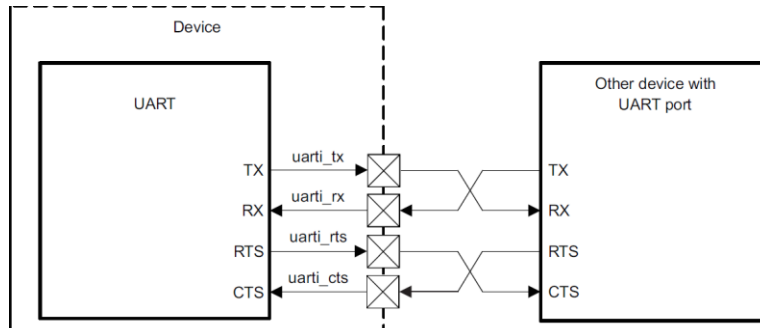 Device
UART
Other device with
UART port
TX
uarti_tx
TX
RX
uarti_rx
RX
RTS
uarti_rts
RTS
CTS
uarti_cts
CTS